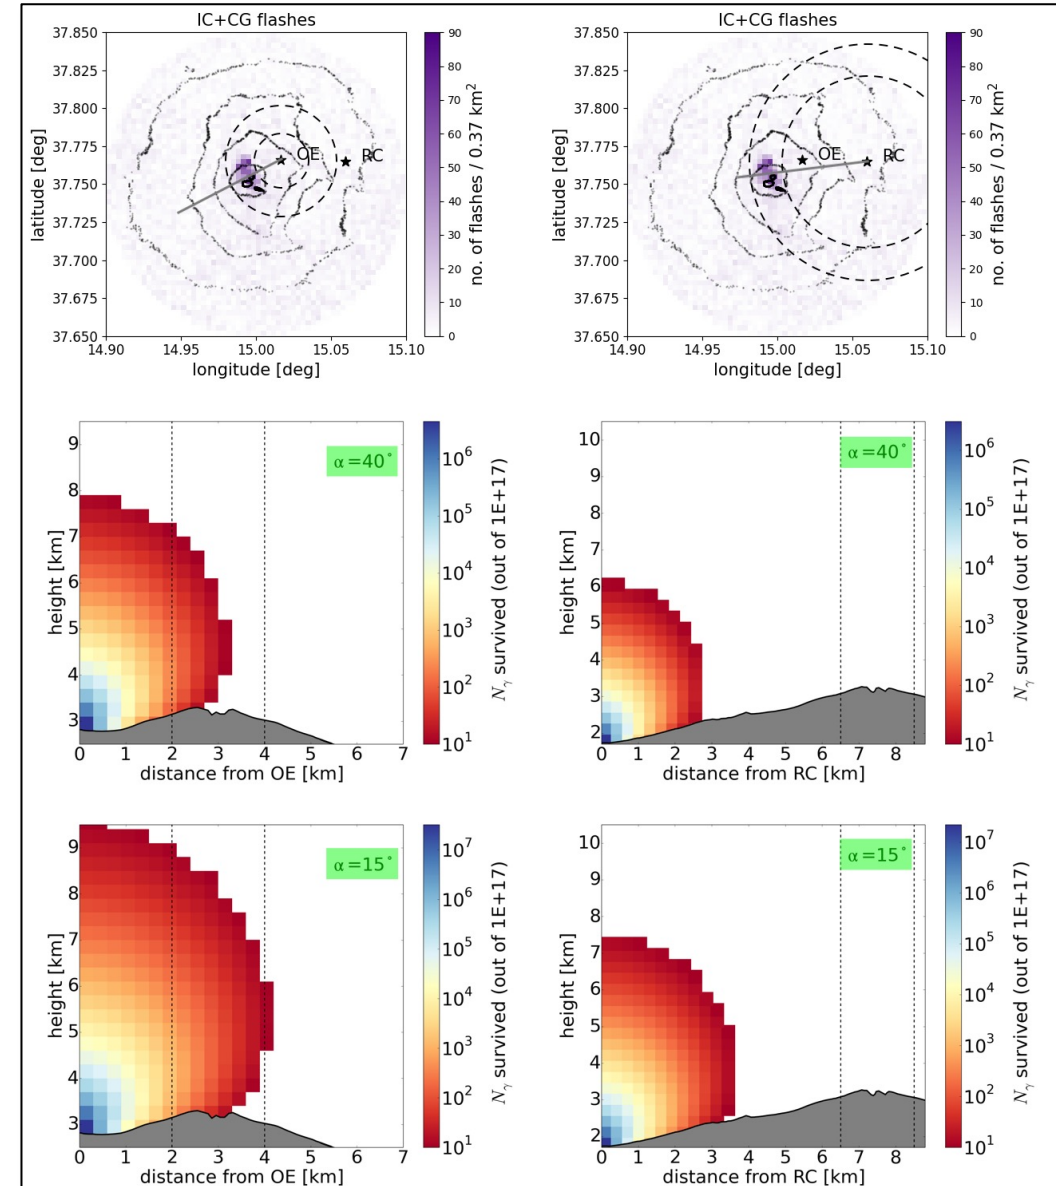 IC+CG flashes
37.850
37.825
37.800
37.775
37.750
37.725
37.700
37.675
37.650
latitude [deg]
OE
RC
14.90 14.95 15.00 15.05 15.10
longitude [deg]
90
80
70
60
50
40
30
20
10
0
no. of flashes / 0.37 km²
IC+CG flashes
37.850
37.825
37.800
37.775
37.750
37.725
37.700
37.675
37.650
latitude [deg]
OE
RC
14.90 14.95 15.00 15.05 15.10
longitude [deg]
90
80
70
60
50
40
30
20
10
0
no. of flashes / 0.37 km²
9
8
7
6
5
4
3
height [km]
α=40°
0 1 2 3 4 5 6 7
distance from OE [km]
10⁶
10⁵
10⁴
10³
10²
10¹
Nγ survived (out of 1E+17)
10
9
8
7
6
5
4
3
2
height [km]
α=40°
0 1 2 3 4 5 6 7 8
distance from RC [km]
10⁶
10⁵
10⁴
10³
10²
10¹
Nγ survived (out of 1E+17)
9
8
7
6
5
4
3
height [km]
α=15°
0 1 2 3 4 5 6 7
distance from OE [km]
10⁷
10⁶
10⁵
10⁴
10³
10²
10¹
Nγ survived (out of 1E+17)
10
9
8
7
6
5
4
3
2
height [km]
α=15°
0 1 2 3 4 5 6 7 8
distance from RC [km]
10⁷
10⁶
10⁵
10⁴
10³
10²
10¹
Nγ survived (out of 1E+17)